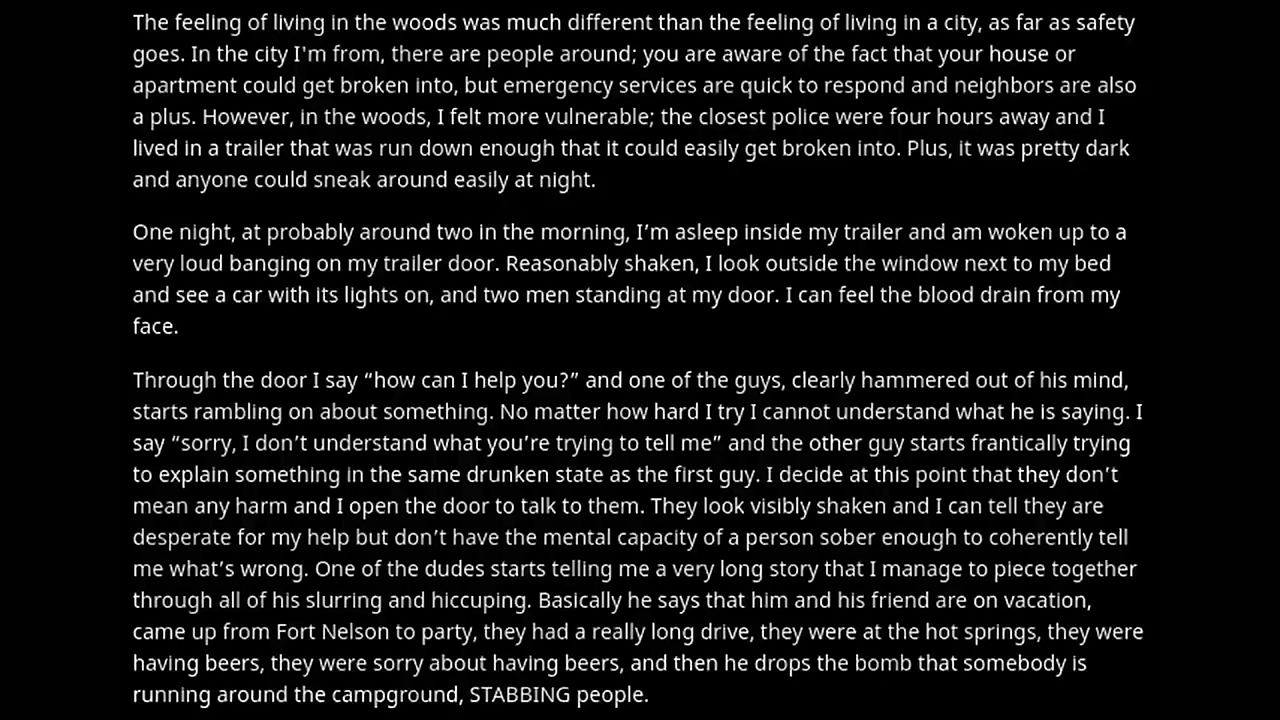 The feeling of living in the woods was much different than the feeling of living in a city, as far as safety
goes. In the city I'm from, there are people around; you are aware of the fact that your house or
apartment could get broken into, but emergency services are quick to respond and neighbors are also
a plus. However, in the woods, I felt more vulnerable; the closest police were four hours away and I
lived in a trailer that was run down enough that it could easily get broken into. Plus, it was pretty dark
and anyone could sneak around easily at night.
One night, at probably around two in the morning, I’m asleep inside my trailer and am woken up to a
very loud banging on my trailer door. Reasonably shaken, I look outside the window next to my bed
and see a car with its lights on, and two men standing at my door. I can feel the blood drain from my
face.
Through the door I say “how can I help you?” and one of the guys, clearly hammered out of his mind,
starts rambling on about something. No matter how hard I try I cannot understand what he is saying. I
say “sorry, I don’t understand what you’re trying to tell me” and the other guy starts frantically trying
to explain something in the same drunken state as the first guy. I decide at this point that they don’t
mean any harm and I open the door to talk to them. They look visibly shaken and I can tell they are
desperate for my help but don’t have the mental capacity of a person sober enough to coherently tell
me what’s wrong. One of the dudes starts telling me a very long story that I manage to piece together
through all of his slurring and hiccuping. Basically he says that him and his friend are on vacation,
came up from Fort Nelson to party, they had a really long drive, they were at the hot springs, they were
having beers, they were sorry about having beers, and then he drops the bomb that somebody is
running around the campground, STABBING people.